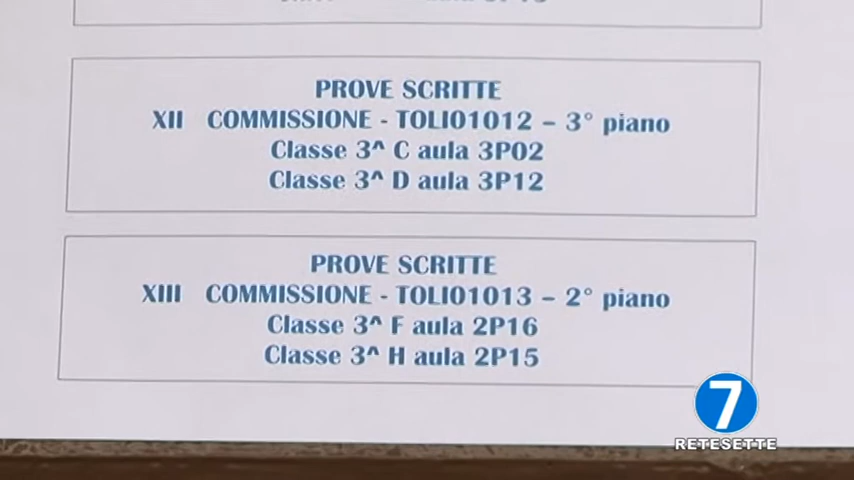 PROVE SCRITTE
XII COMMISSIONE - TOLI01012 – 3° piano
Classe 3^ C aula 3P02
Classe 3^ D aula 3P12
PROVE SCRITTE
XIII COMMISSIONE - TOLI01013 – 2° piano
Classe 3^ F aula 2P16
Classe 3^ H aula 2P15
7
RETESETTE